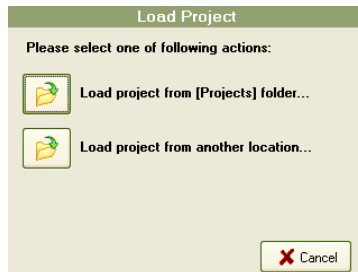 Load Project
Please select one of following actions:
Load project from [Projects] folder...
Load project from another location...
Cancel